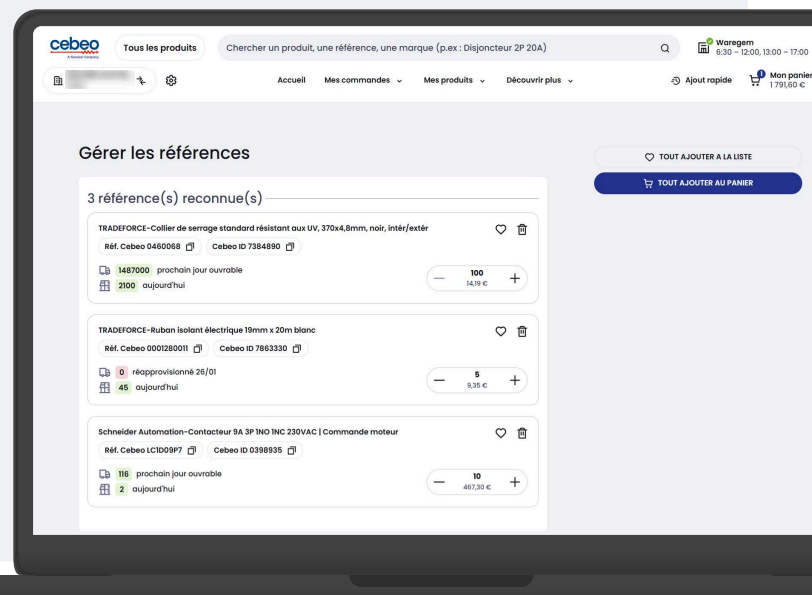 cebeo
Tous les produits
Chercher un produit, une référence, une marque (p.ex : Disjoncteur 2P 20A)
Waregem
6:30 – 12:00, 13:00 – 17:00
Accueil
Mes commandes
Mes produits
Découvrir plus
Ajout rapide
1
Mon panier
1 791,60 €
Gérer les références
TOUT AJOUTER A LA LISTE
TOUT AJOUTER AU PANIER
3 référence(s) reconnue(s)
TRADEFORCE-Collier de serrage standard résistant aux UV, 370x4,8mm, noir, intér/extér
Réf. Cebeo 0460068
Cebeo ID 7384890
1487000 prochain jour ouvrable
2100 aujourd'hui
— 100 +
14,19 €
TRADEFORCE-Ruban isolant électrique 19mm x 20m blanc
Réf. Cebeo 0001280011
Cebeo ID 7863330
0 réapprovisionné 26/01
45 aujourd'hui
— 5 +
9,35 €
Schneider Automation-Contacteur 9A 3P 1NO 1NC 230VAC | Commande moteur
Réf. Cebeo LC1D09P7
Cebeo ID 0398935
116 prochain jour ouvrable
2 aujourd'hui
— 10 +
467,30 €